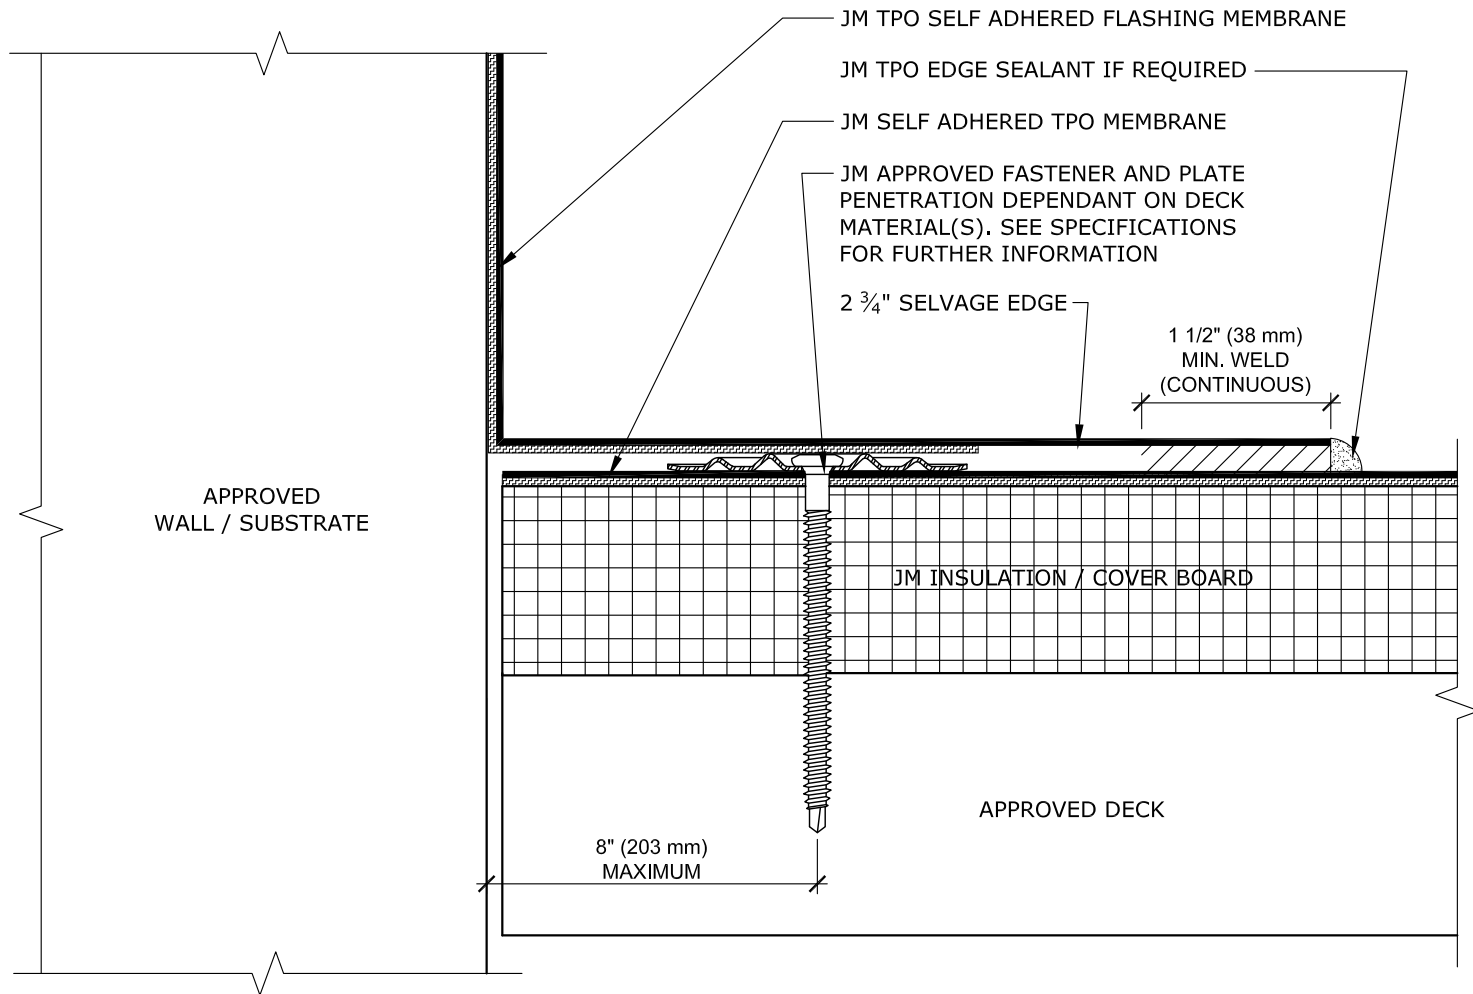 JM TPO SELF ADHERED FLASHING MEMBRANE
JM TPO EDGE SEALANT IF REQUIRED
JM SELF ADHERED TPO MEMBRANE
JM APPROVED FASTENER AND PLATE
PENETRATION DEPENDANT ON DECK
MATERIAL(S). SEE SPECIFICATIONS
FOR FURTHER INFORMATION
2 ¾" SELVAGE EDGE
1 1/2" (38 mm)
MIN. WELD
(CONTINUOUS)
APPROVED
WALL / SUBSTRATE
JM INSULATION / COVER BOARD
APPROVED DECK
8" (203 mm)
MAXIMUM